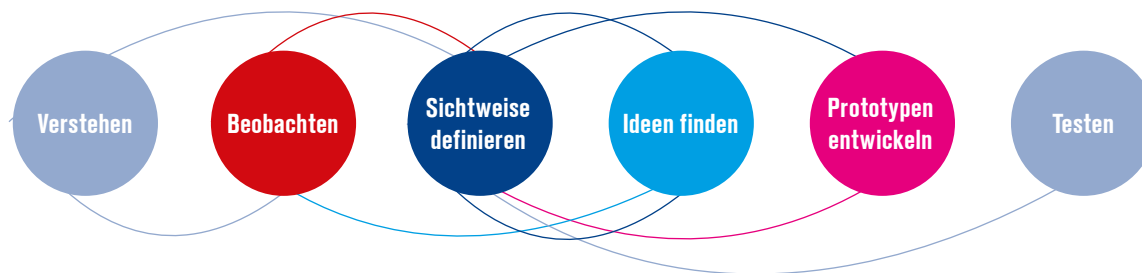 Verstehen
Beobachten
Sichtweise
definieren
Ideen finden
Prototypen
entwickeln
Testen